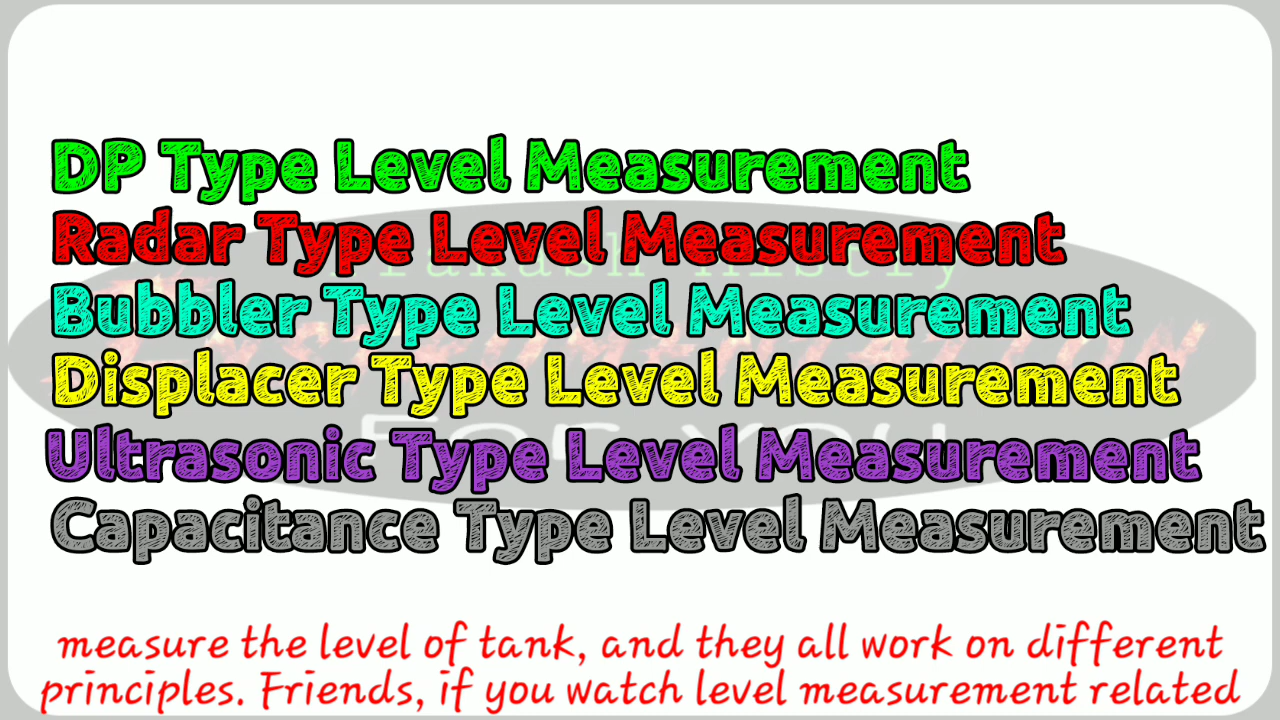 DP Type Level Measurement
Radar Type Level Measurement
Bubbler Type Level Measurement
Displacer Type Level Measurement
Ultrasonic Type Level Measurement
Capacitance Type Level Measurement
For you
measure the level of tank, and they all work on different
principles. Friends, if you watch level measurement related